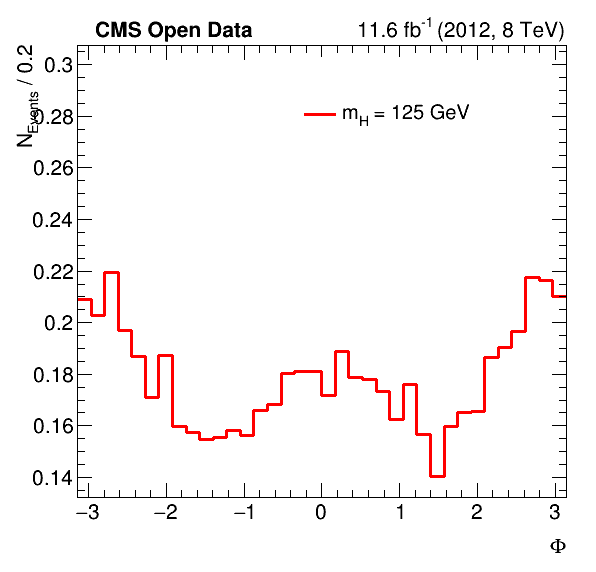 CMS Open Data 11.6 fb⁻¹ (2012, 8 TeV)
N_Events / 0.2
0.3
m_H = 125 GeV
0.28
0.26
0.24
0.22
0.2
0.18
0.16
0.14
−3 −2 −1 0 1 2 3
Φ